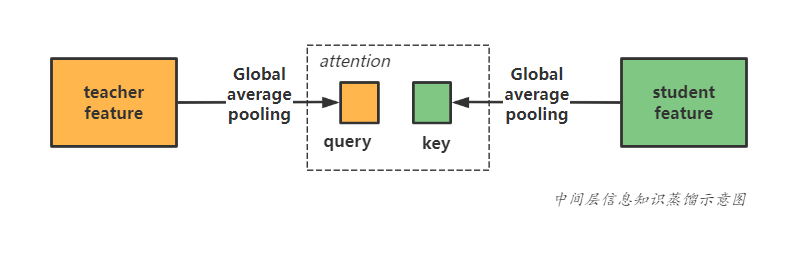 teacher
feature
Global
average
pooling
attention
query
key
Global
average
pooling
student
feature
中间层信息知识蒸馏示意图